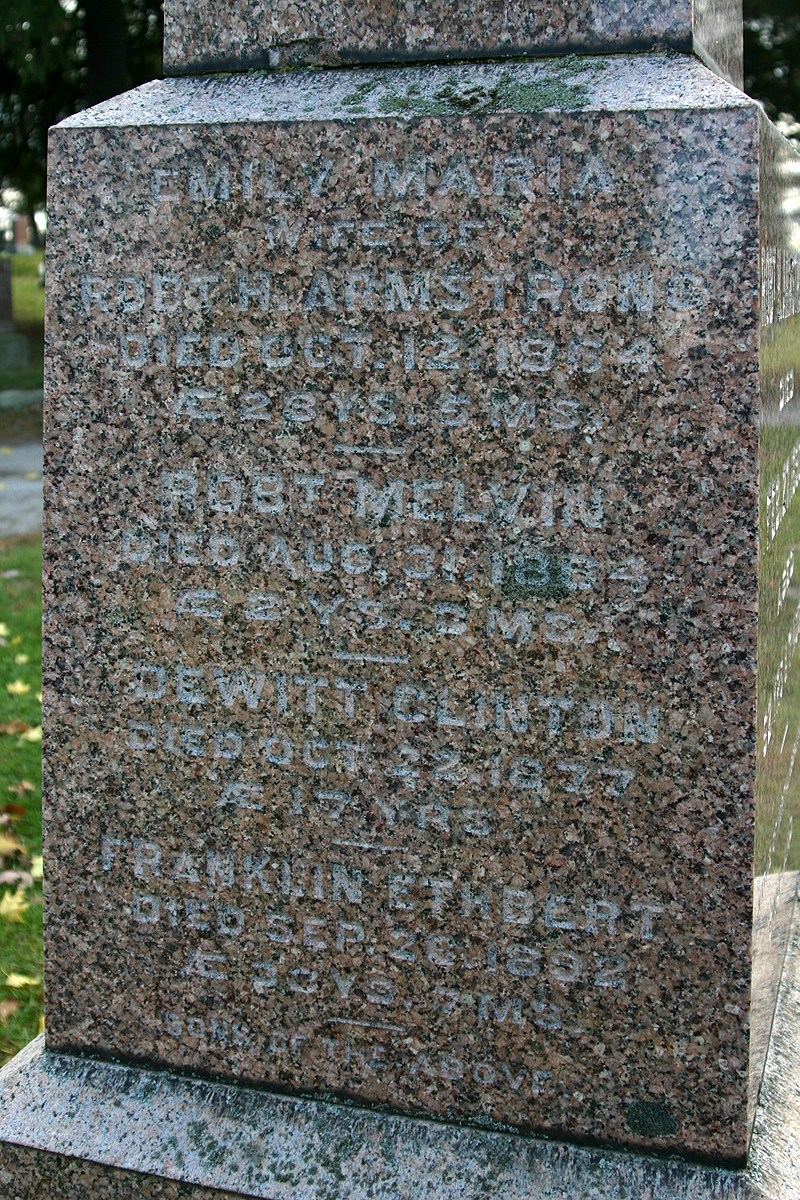 EMILY MARIA
WIFE OF
ROBT H. ARMSTRONG
DIED OCT. 12. 1864
Æ 28 YS. 5 MS.
ROBT MELVIN
DIED AUG. 31. 1864
Æ 2 YS. 8 MS.
DEWITT CLINTON
DIED OCT 22. 1877
Æ 17 YRS.
FRANKLIN ETHBERT
DIED SEP. 26. 1892
Æ 33 YS. 7 MS.
SONS OF THE ABOVE.